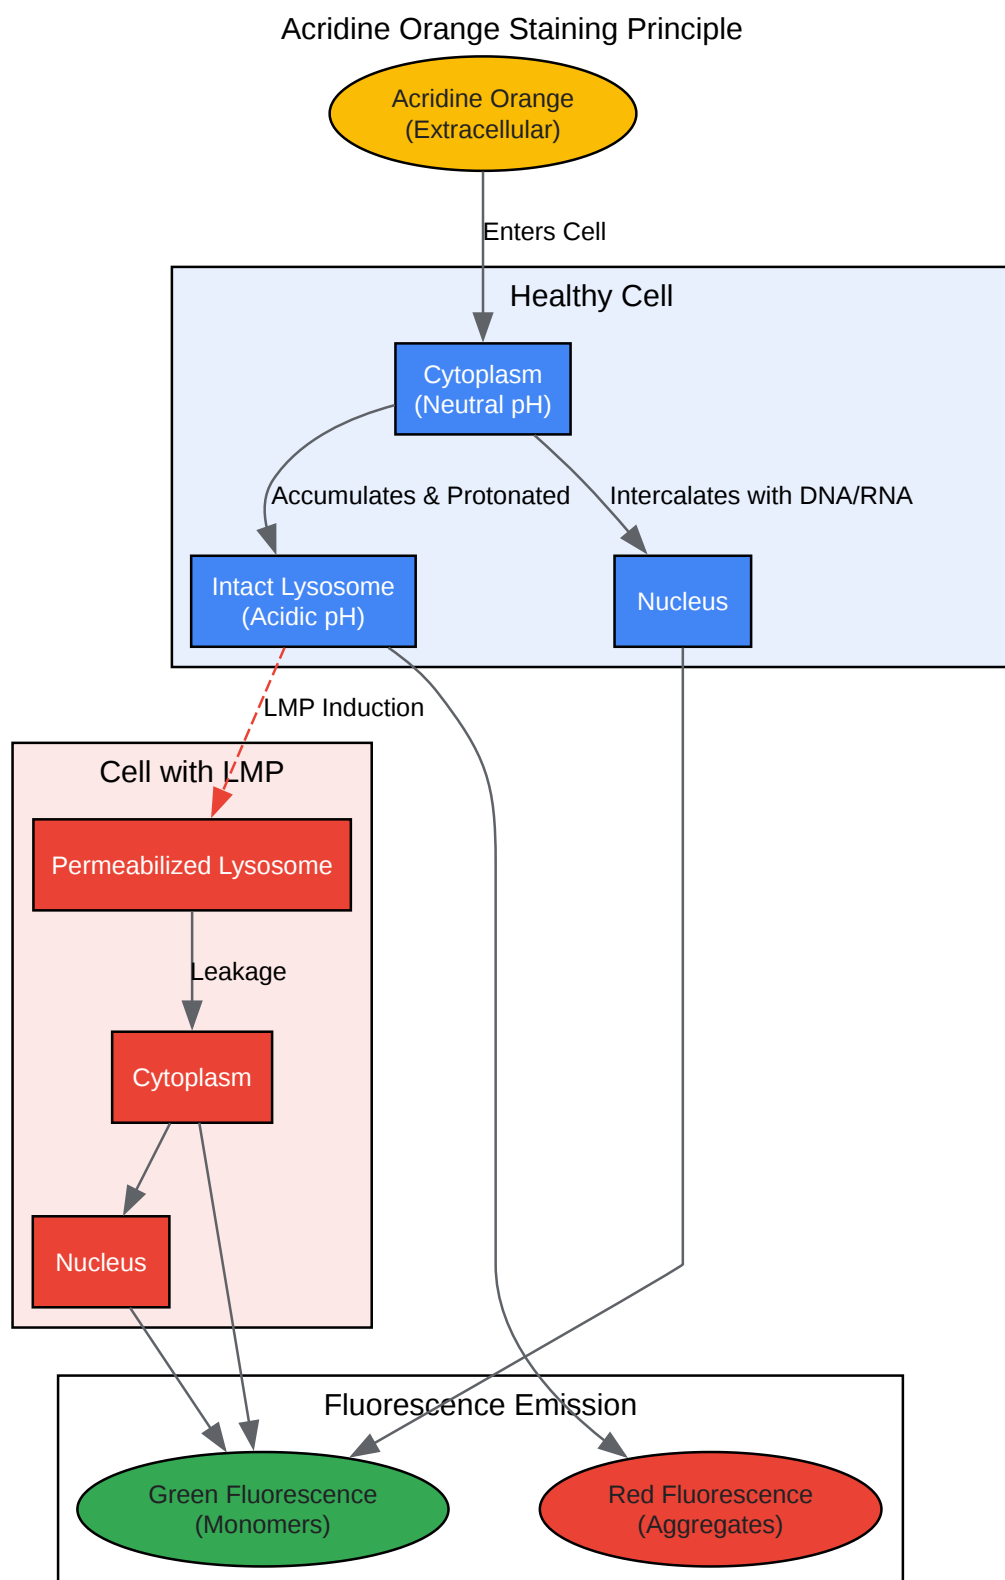 Acridine Orange Staining Principle
Acridine Orange
(Extracellular)
Enters Cell
Healthy Cell
Cytoplasm
(Neutral pH)
Accumulates & Protonated
Intercalates with DNA/RNA
Intact Lysosome
(Acidic pH)
Nucleus
LMP Induction
Cell with LMP
Permeabilized Lysosome
Leakage
Cytoplasm
Nucleus
Fluorescence Emission
Green Fluorescence
(Monomers)
Red Fluorescence
(Aggregates)